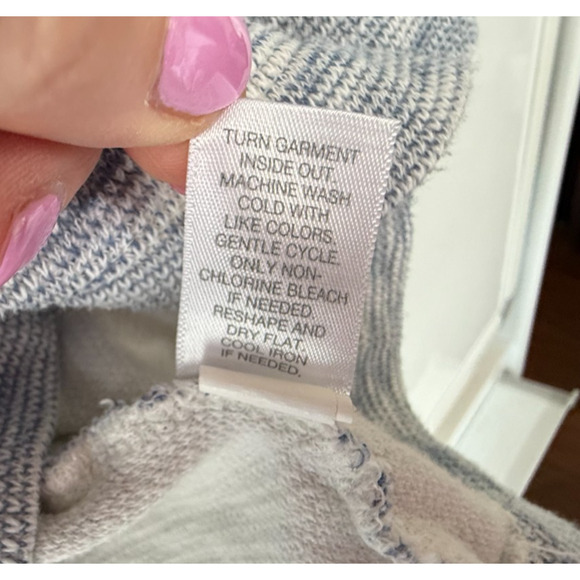 TURN GARMENT
INSIDE OUT.
MACHINE WASH
COLD WITH
LIKE COLORS.
GENTLE CYCLE.
ONLY NON-
CHLORINE BLEACH
IF NEEDED.
RESHAPE AND
DRY FLAT.
COOL IRON
IF NEEDED.